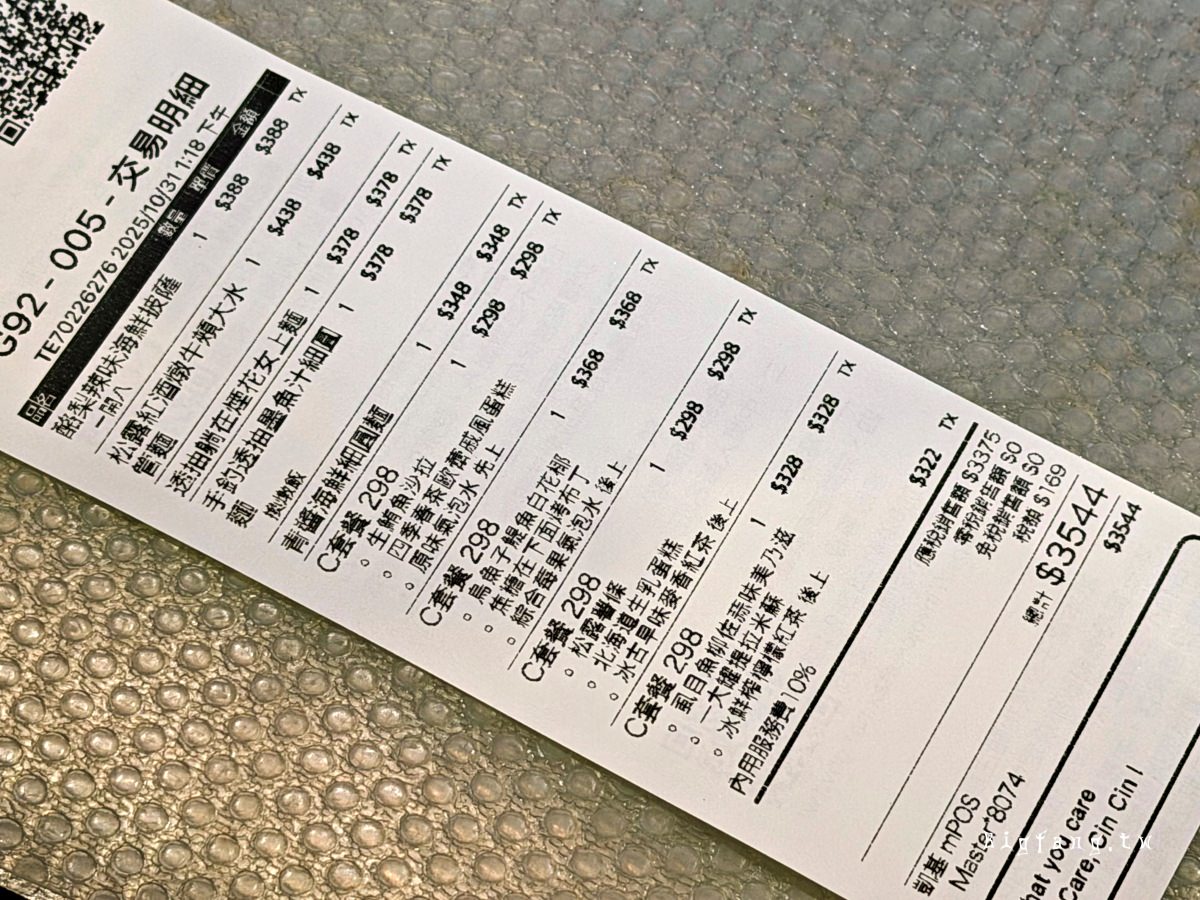 G92 - 005 - 交易明細
TE70226276 2025/10/31 1:18 下午
品名 數量 單價 金額
酪梨辣味海鮮披薩 1 $388 $388 TX
一開八
松露紅酒燉牛頰大水管麵 1 $438 $438 TX
透抽躺在煙花女上麵 1 $378 $378 TX
手釣透抽墨魚汁細圓麵 1 $378 $378 TX
青醬海鮮細圓麵 1 $348 $348 TX
C套餐 298 1 $298 $298 TX
。生鮪魚沙拉
。四季春茶歐蕾戚風蛋糕
。原味氣泡水 先上
C套餐 298 1 $368 $368 TX
。烏魚子鯷魚白花椰
。焦糖在下面烤布丁
。綜合莓果氣泡水 後上
C套餐 298 1 $298 $298 TX
。松露薯條
。北海道生乳蛋糕
。冰古早味麥香紅茶 後上
C套餐 298 1 $328 $328 TX
。虱目魚柳佐蒜味美乃滋
。一大罐提拉米蘇
。冰鮮榨檸檬紅茶 後上
內用服務費10% $322 TX
應稅銷售額 $3375
零稅銷售額 $0
免稅銷售額 $0
稅額 $169
總計 $3544
凱基 mPOS $3544
Master*8074
hat you care
Care, Cin Cin !
Bigfang.tw